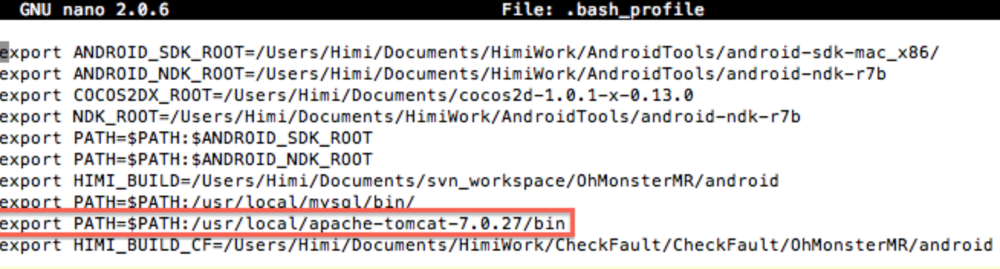 GNU nano 2.0.6 File: .bash_profile
export ANDROID_SDK_ROOT=/Users/Himi/Documents/HimiWork/AndroidTools/android-sdk-mac_x86/
export ANDROID_NDK_ROOT=/Users/Himi/Documents/HimiWork/AndroidTools/android-ndk-r7b
export COCOS2DX_ROOT=/Users/Himi/Documents/cocos2d-1.0.1-x-0.13.0
export NDK_ROOT=/Users/Himi/Documents/HimiWork/AndroidTools/android-ndk-r7b
export PATH=$PATH:$ANDROID_SDK_ROOT
export PATH=$PATH:$ANDROID_NDK_ROOT
export HIMI_BUILD=/Users/Himi/Documents/svn_workspace/OhMonsterMR/android
export PATH=$PATH:/usr/local/mysql/bin/
export PATH=$PATH:/usr/local/apache-tomcat-7.0.27/bin
export HIMI_BUILD_CF=/Users/Himi/Documents/HimiWork/CheckFault/CheckFault/OhMonsterMR/android